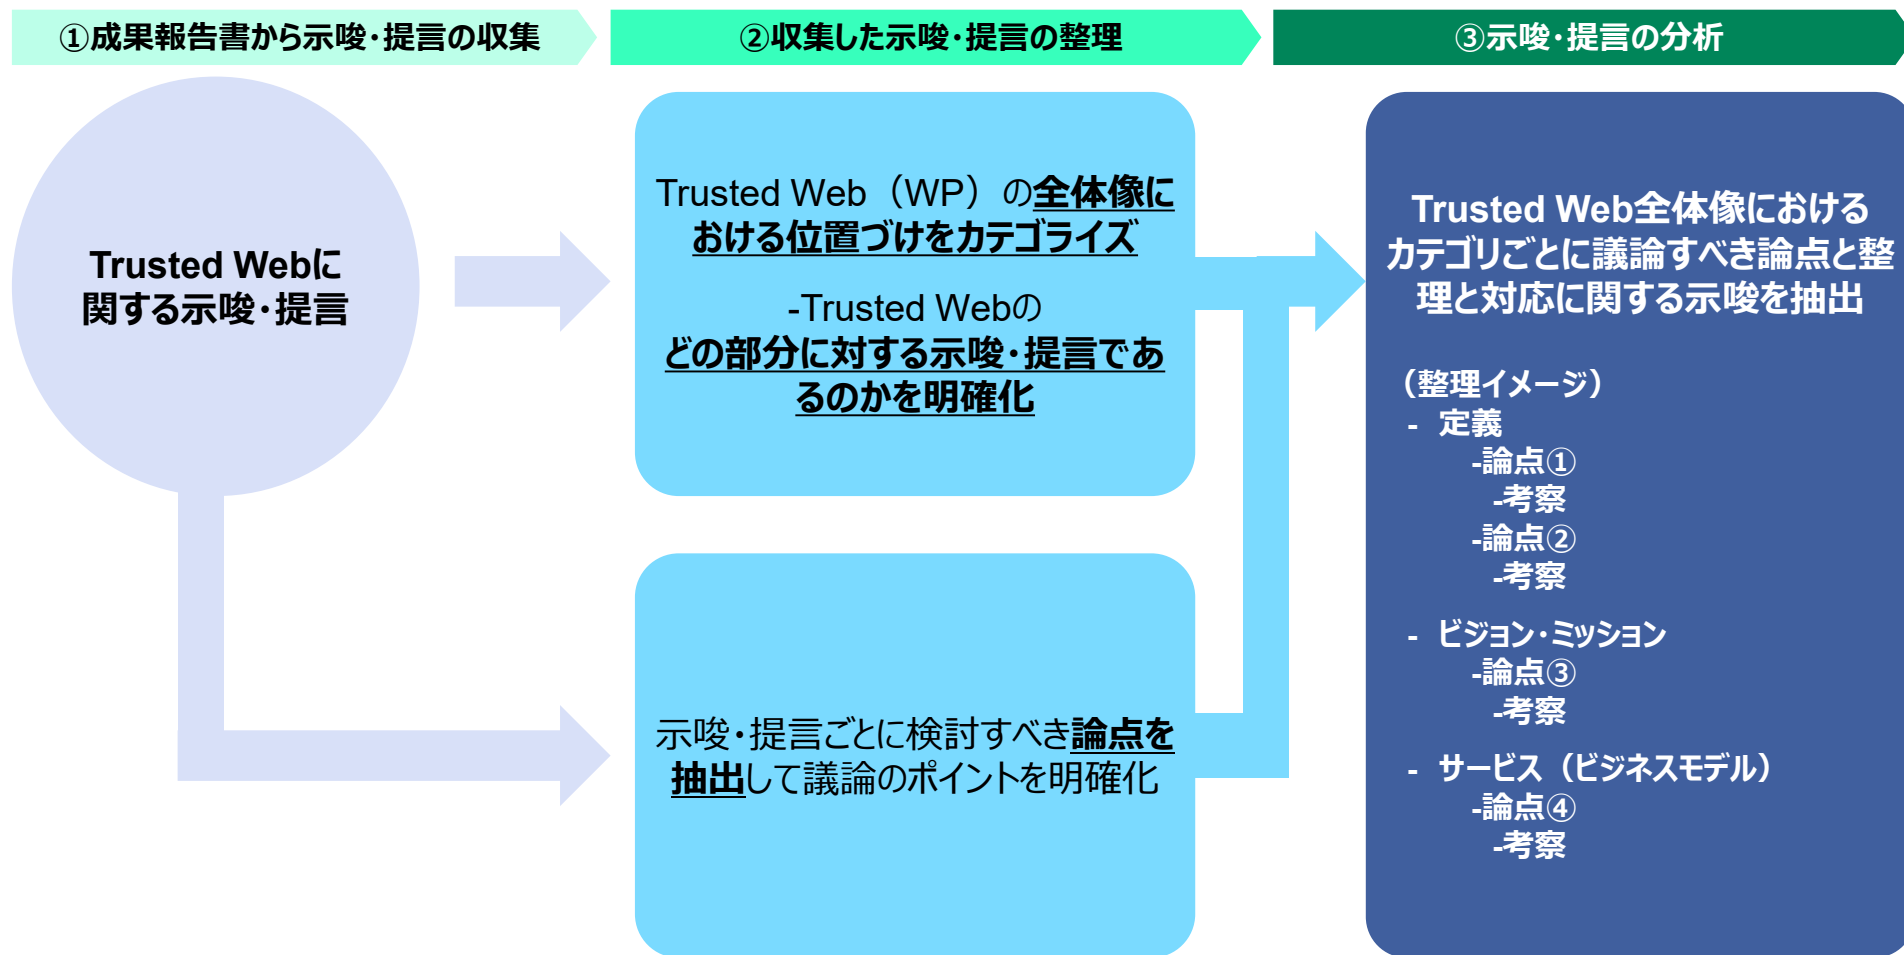 ①成果報告書から示唆・提言の収集
②収集した示唆・提言の整理
③示唆・提言の分析
Trusted Webに
関する示唆・提言
Trusted Web（WP）の全体像に
おける位置づけをカテゴライズ
-Trusted Webの
どの部分に対する示唆・提言であ
るのかを明確化
示唆・提言ごとに検討すべき論点を
抽出して議論のポイントを明確化
Trusted Web全体像における
カテゴリごとに議論すべき論点と整
理と対応に関する示唆を抽出
（整理イメージ）
- 定義
-論点①
-考察
-論点②
-考察
- ビジョン・ミッション
-論点③
-考察
- サービス（ビジネスモデル）
-論点④
-考察